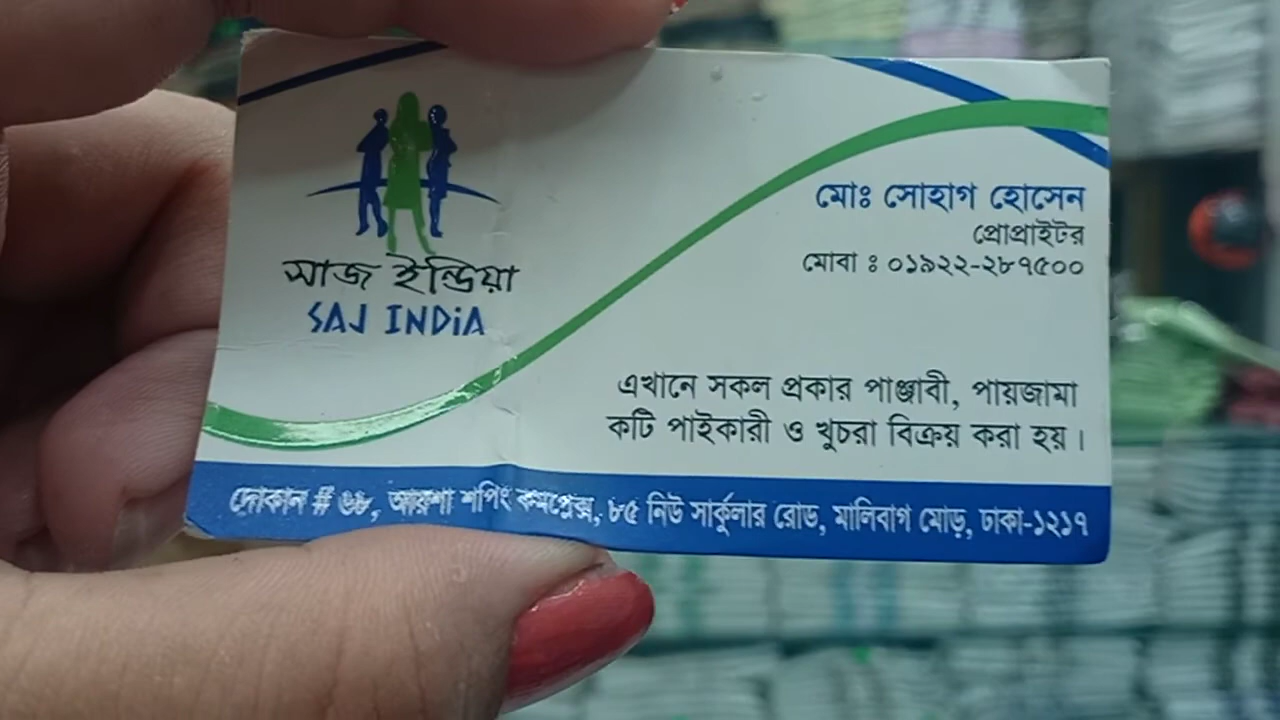 সাজ ইন্ডিয়া
SAJ INDiA
মোঃ সোহাগ হোসেন
প্রোপ্রাইটর
মোবা : ০১৯২২-২৮৭৫০০
এখানে সকল প্রকার পাঞ্জাবী, পায়জামা
কটি পাইকারী ও খুচরা বিক্রয় করা হয়।
দোকান # ৬৮, আয়শা শপিং কমপ্লেক্স, ৮৫ নিউ সার্কুলার রোড, মালিবাগ মোড়, ঢাকা-১২১৭